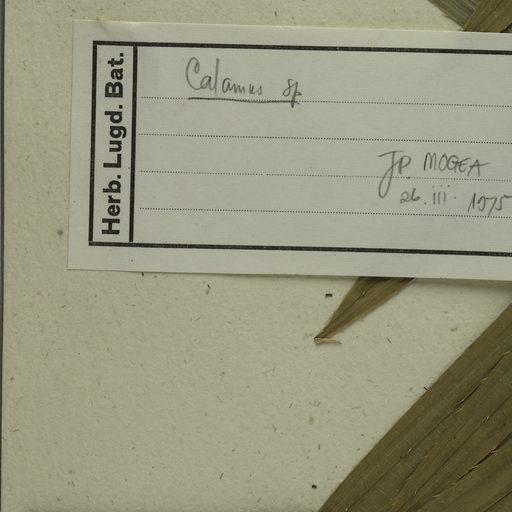 Herb. Lugd. Bat.
Calamus sp
JP. MOGEA
26. iii. 1975